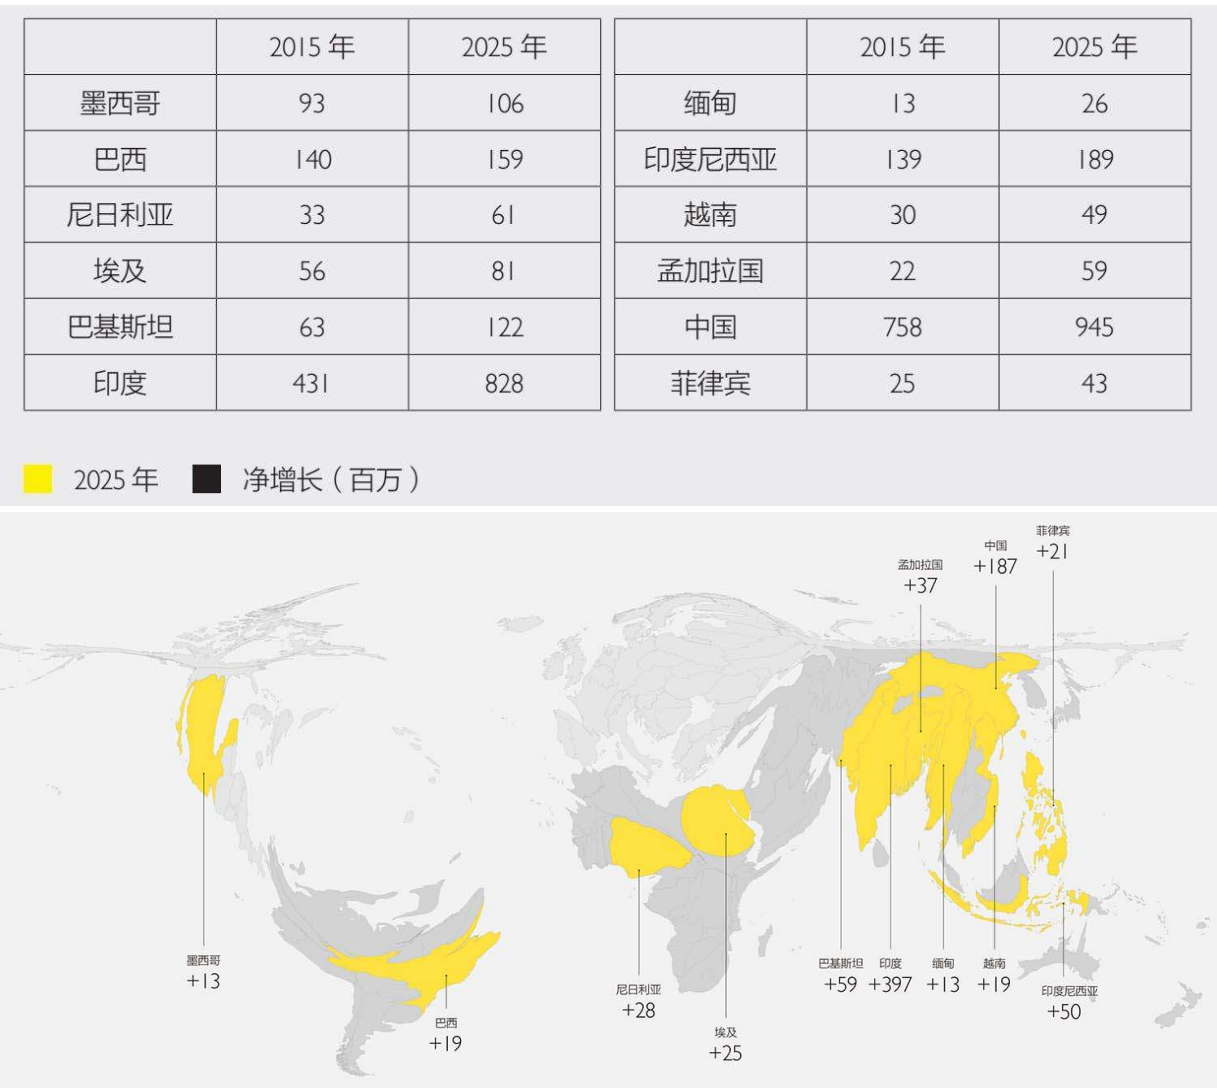 2015 年 2025 年
墨西哥 93 106
巴西 140 159
尼日利亚 33 61
埃及 56 81
巴基斯坦 63 122
印度 431 828
2015 年 2025 年
缅甸 13 26
印度尼西亚 139 189
越南 30 49
孟加拉国 22 59
中国 758 945
菲律宾 25 43
2025 年 净增长（百万）
菲律宾
+21
中国
+187
孟加拉国
+37
墨西哥
+13
巴西
+19
尼日利亚
+28
埃及
+25
巴基斯坦
+59
印度
+397
缅甸
+13
越南
+19
印度尼西亚
+50